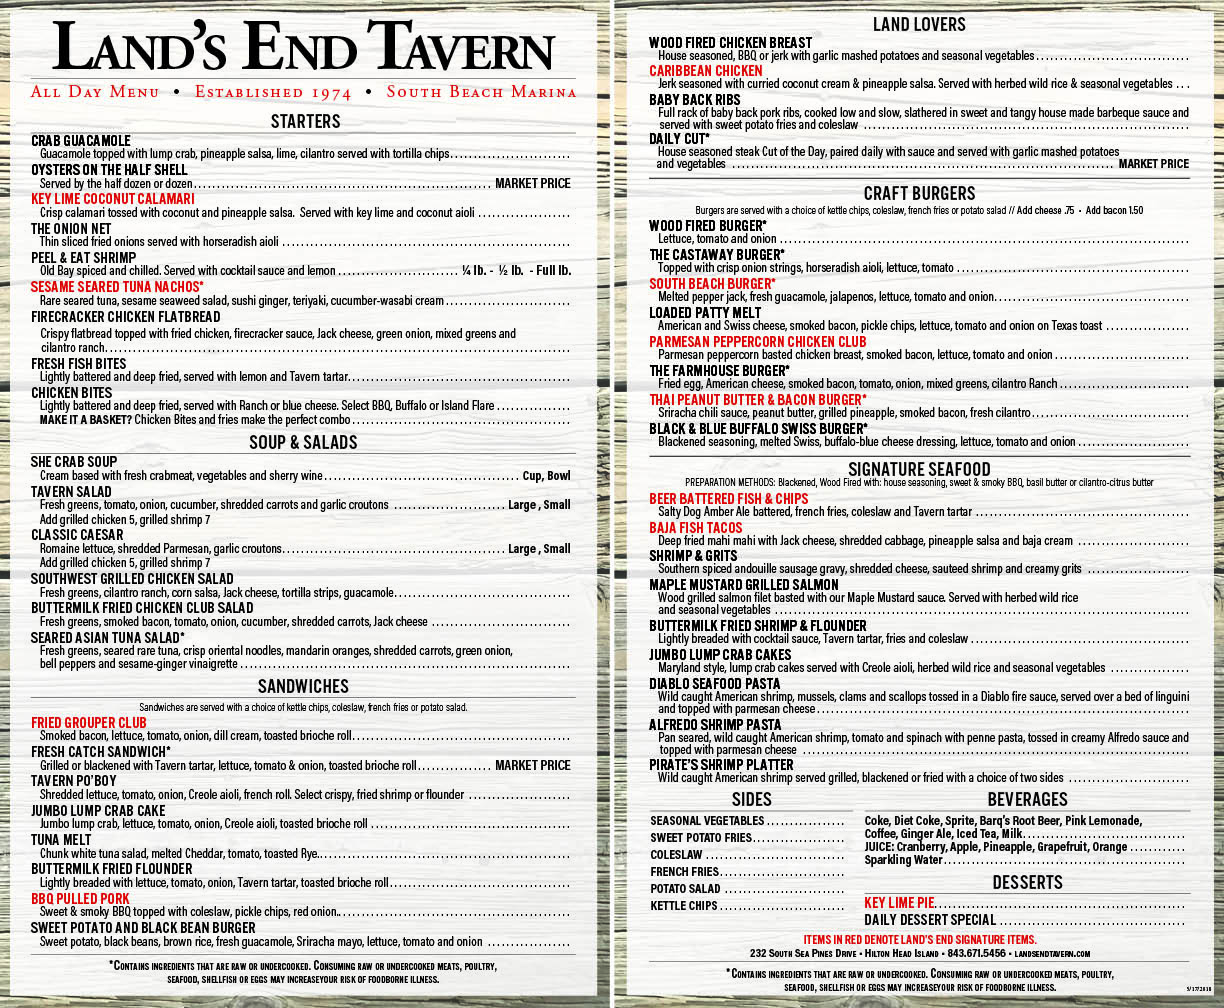 LAND'S END TAVERN
ALL DAY MENU • ESTABLISHED 1974 • SOUTH BEACH MARINA
STARTERS
CRAB GUACAMOLE
Guacamole topped with lump crab, pineapple salsa, lime, cilantro served with tortilla chips
OYSTERS ON THE HALF SHELL
Served by the half dozen or dozen MARKET PRICE
KEY LIME COCONUT CALAMARI
Crisp calamari tossed with coconut and pineapple salsa. Served with key lime and coconut aioli
THE ONION NET
Thin sliced fried onions served with horseradish aioli
PEEL & EAT SHRIMP
Old Bay spiced and chilled. Served with cocktail sauce and lemon ¼ lb. - ½ lb. - Full lb.
SESAME SEARED TUNA NACHOS*
Rare seared tuna, sesame seaweed salad, sushi ginger, teriyaki, cucumber-wasabi cream
FIRECRACKER CHICKEN FLATBREAD
Crispy flatbread topped with fried chicken, firecracker sauce, Jack cheese, green onion, mixed greens and
cilantro ranch
FRESH FISH BITES
Lightly battered and deep fried, served with lemon and Tavern tartar
CHICKEN BITES
Lightly battered and deep fried, served with Ranch or blue cheese. Select BBQ, Buffalo or Island Flare
MAKE IT A BASKET? Chicken Bites and fries make the perfect combo
SOUP & SALADS
SHE CRAB SOUP
Cream based with fresh crabmeat, vegetables and sherry wine Cup, Bowl
TAVERN SALAD
Fresh greens, tomato, onion, cucumber, shredded carrots and garlic croutons Large , Small
Add grilled chicken 5, grilled shrimp 7
CLASSIC CAESAR
Romaine lettuce, shredded Parmesan, garlic croutons Large , Small
Add grilled chicken 5, grilled shrimp 7
SOUTHWEST GRILLED CHICKEN SALAD
Fresh greens, cilantro ranch, corn salsa, Jack cheese, tortilla strips, guacamole
BUTTERMILK FRIED CHICKEN CLUB SALAD
Fresh greens, smoked bacon, tomato, onion, cucumber, shredded carrots, Jack cheese
SEARED ASIAN TUNA SALAD*
Fresh greens, seared rare tuna, crisp oriental noodles, mandarin oranges, shredded carrots, green onion,
bell peppers and sesame-ginger vinaigrette
SANDWICHES
Sandwiches are served with a choice of kettle chips, coleslaw, french fries or potato salad.
FRIED GROUPER CLUB
Smoked bacon, lettuce, tomato, onion, dill cream, toasted brioche roll
FRESH CATCH SANDWICH*
Grilled or blackened with Tavern tartar, lettuce, tomato & onion, toasted brioche roll MARKET PRICE
TAVERN PO'BOY
Shredded lettuce, tomato, onion, Creole aioli, french roll. Select crispy, fried shrimp or flounder
JUMBO LUMP CRAB CAKE
Jumbo lump crab, lettuce, tomato, onion, Creole aioli, toasted brioche roll
TUNA MELT
Chunk white tuna salad, melted Cheddar, tomato, toasted Rye.
BUTTERMILK FRIED FLOUNDER
Lightly breaded with lettuce, tomato, onion, Tavern tartar, toasted brioche roll
BBQ PULLED PORK
Sweet & smoky BBQ topped with coleslaw, pickle chips, red onion.
SWEET POTATO AND BLACK BEAN BURGER
Sweet potato, black beans, brown rice, fresh guacamole, Sriracha mayo, lettuce, tomato and onion
*CONTAINS INGREDIENTS THAT ARE RAW OR UNDERCOOKED. CONSUMING RAW OR UNDERCOOKED MEATS, POULTRY,
SEAFOOD, SHELLFISH OR EGGS MAY INCREASEYOUR RISK OF FOODBORNE ILLNESS.
LAND LOVERS
WOOD FIRED CHICKEN BREAST
House seasoned, BBQ or jerk with garlic mashed potatoes and seasonal vegetables
CARIBBEAN CHICKEN
Jerk seasoned with curried coconut cream & pineapple salsa. Served with herbed wild rice & seasonal vegetables
BABY BACK RIBS
Full rack of baby back pork ribs, cooked low and slow, slathered in sweet and tangy house made barbeque sauce and
served with sweet potato fries and coleslaw
DAILY CUT*
House seasoned steak Cut of the Day, paired daily with sauce and served with garlic mashed potatoes
and vegetables MARKET PRICE
CRAFT BURGERS
Burgers are served with a choice of kettle chips, coleslaw, french fries or potato salad // Add cheese .75 • Add bacon 1.50
WOOD FIRED BURGER*
Lettuce, tomato and onion
THE CASTAWAY BURGER*
Topped with crisp onion strings, horseradish aioli, lettuce, tomato
SOUTH BEACH BURGER*
Melted pepper jack, fresh guacamole, jalapenos, lettuce, tomato and onion
LOADED PATTY MELT
American and Swiss cheese, smoked bacon, pickle chips, lettuce, tomato and onion on Texas toast
PARMESAN PEPPERCORN CHICKEN CLUB
Parmesan peppercorn basted chicken breast, smoked bacon, lettuce, tomato and onion
THE FARMHOUSE BURGER*
Fried egg, American cheese, smoked bacon, tomato, onion, mixed greens, cilantro Ranch
THAI PEANUT BUTTER & BACON BURGER*
Sriracha chili sauce, peanut butter, grilled pineapple, smoked bacon, fresh cilantro
BLACK & BLUE BUFFALO SWISS BURGER*
Blackened seasoning, melted Swiss, buffalo-blue cheese dressing, lettuce, tomato and onion
SIGNATURE SEAFOOD
PREPARATION METHODS: Blackened, Wood Fired with: house seasoning, sweet & smoky BBQ, basil butter or cilantro-citrus butter
BEER BATTERED FISH & CHIPS
Salty Dog Amber Ale battered, french fries, coleslaw and Tavern tartar
BAJA FISH TACOS
Deep fried mahi mahi with Jack cheese, shredded cabbage, pineapple salsa and baja cream
SHRIMP & GRITS
Southern spiced andouille sausage gravy, shredded cheese, sauteed shrimp and creamy grits
MAPLE MUSTARD GRILLED SALMON
Wood grilled salmon filet basted with our Maple Mustard sauce. Served with herbed wild rice
and seasonal vegetables
BUTTERMILK FRIED SHRIMP & FLOUNDER
Lightly breaded with cocktail sauce, Tavern tartar, fries and coleslaw
JUMBO LUMP CRAB CAKES
Maryland style, lump crab cakes served with Creole aioli, herbed wild rice and seasonal vegetables
DIABLO SEAFOOD PASTA
Wild caught American shrimp, mussels, clams and scallops tossed in a Diablo fire sauce, served over a bed of linguini
and topped with parmesan cheese
ALFREDO SHRIMP PASTA
Pan seared, wild caught American shrimp, tomato and spinach with penne pasta, tossed in creamy Alfredo sauce and
topped with parmesan cheese
PIRATE'S SHRIMP PLATTER
Wild caught American shrimp served grilled, blackened or fried with a choice of two sides
SIDES
SEASONAL VEGETABLES
SWEET POTATO FRIES
COLESLAW
FRENCH FRIES
POTATO SALAD
KETTLE CHIPS
BEVERAGES
Coke, Diet Coke, Sprite, Barq's Root Beer, Pink Lemonade,
Coffee, Ginger Ale, Iced Tea, Milk
JUICE: Cranberry, Apple, Pineapple, Grapefruit, Orange
Sparkling Water
DESSERTS
KEY LIME PIE
DAILY DESSERT SPECIAL
ITEMS IN RED DENOTE LAND'S END SIGNATURE ITEMS.
232 SOUTH SEA PINES DRIVE • HILTON HEAD ISLAND • 843.671.5456 • LANDSENDTAVERN.COM
*CONTAINS INGREDIENTS THAT ARE RAW OR UNDERCOOKED. CONSUMING RAW OR UNDERCOOKED MEATS, POULTRY,
SEAFOOD, SHELLFISH OR EGGS MAY INCREASEYOUR RISK OF FOODBORNE ILLNESS.
5/17/2018